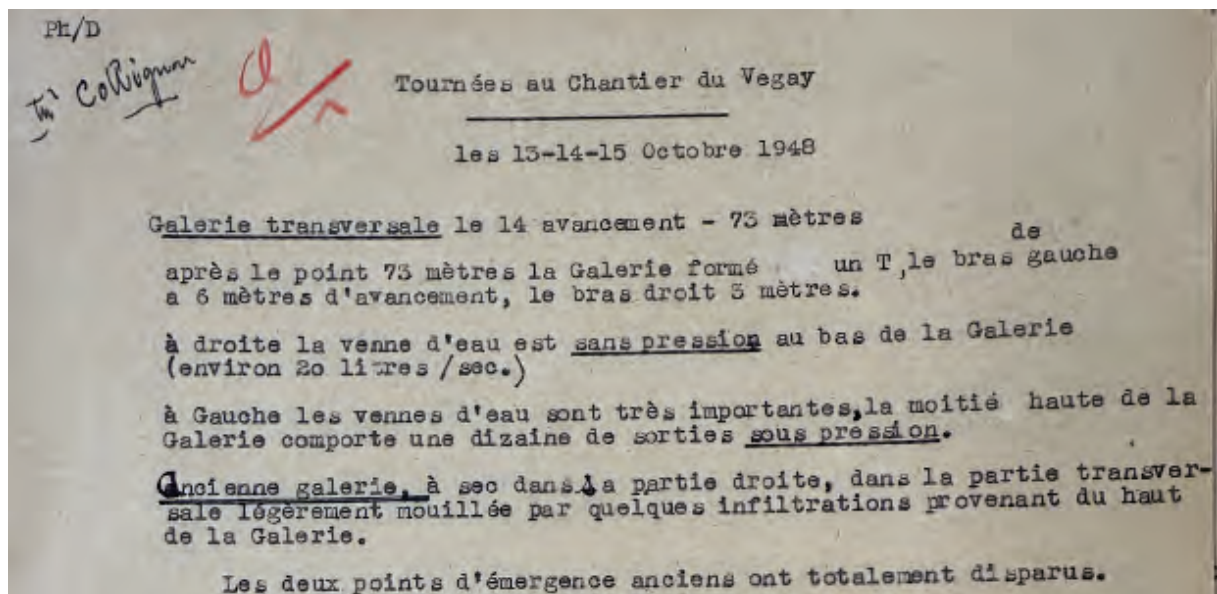 Ph/D
Mr Collignon
Tournées au Chantier du Vegay
les 13-14-15 Octobre 1948
Galerie transversale le 14 avancement - 73 mètres
de
après le point 73 mètres la Galerie formé un T, le bras gauche
a 6 mètres d'avancement, le bras droit 3 mètres.
à droite la venne d'eau est sans pression au bas de la Galerie
(environ 20 litres /sec.)
à Gauche les vennes d'eau sont très importantes, la moitié haute de la
Galerie comporte une dizaine de sorties sous pression.
Ancienne galerie, à sec dans la partie droite, dans la partie transver-
sale légèrement mouillée par quelques infiltrations provenant du haut
de la Galerie.
Les deux points d'émergence anciens ont totalement disparus.